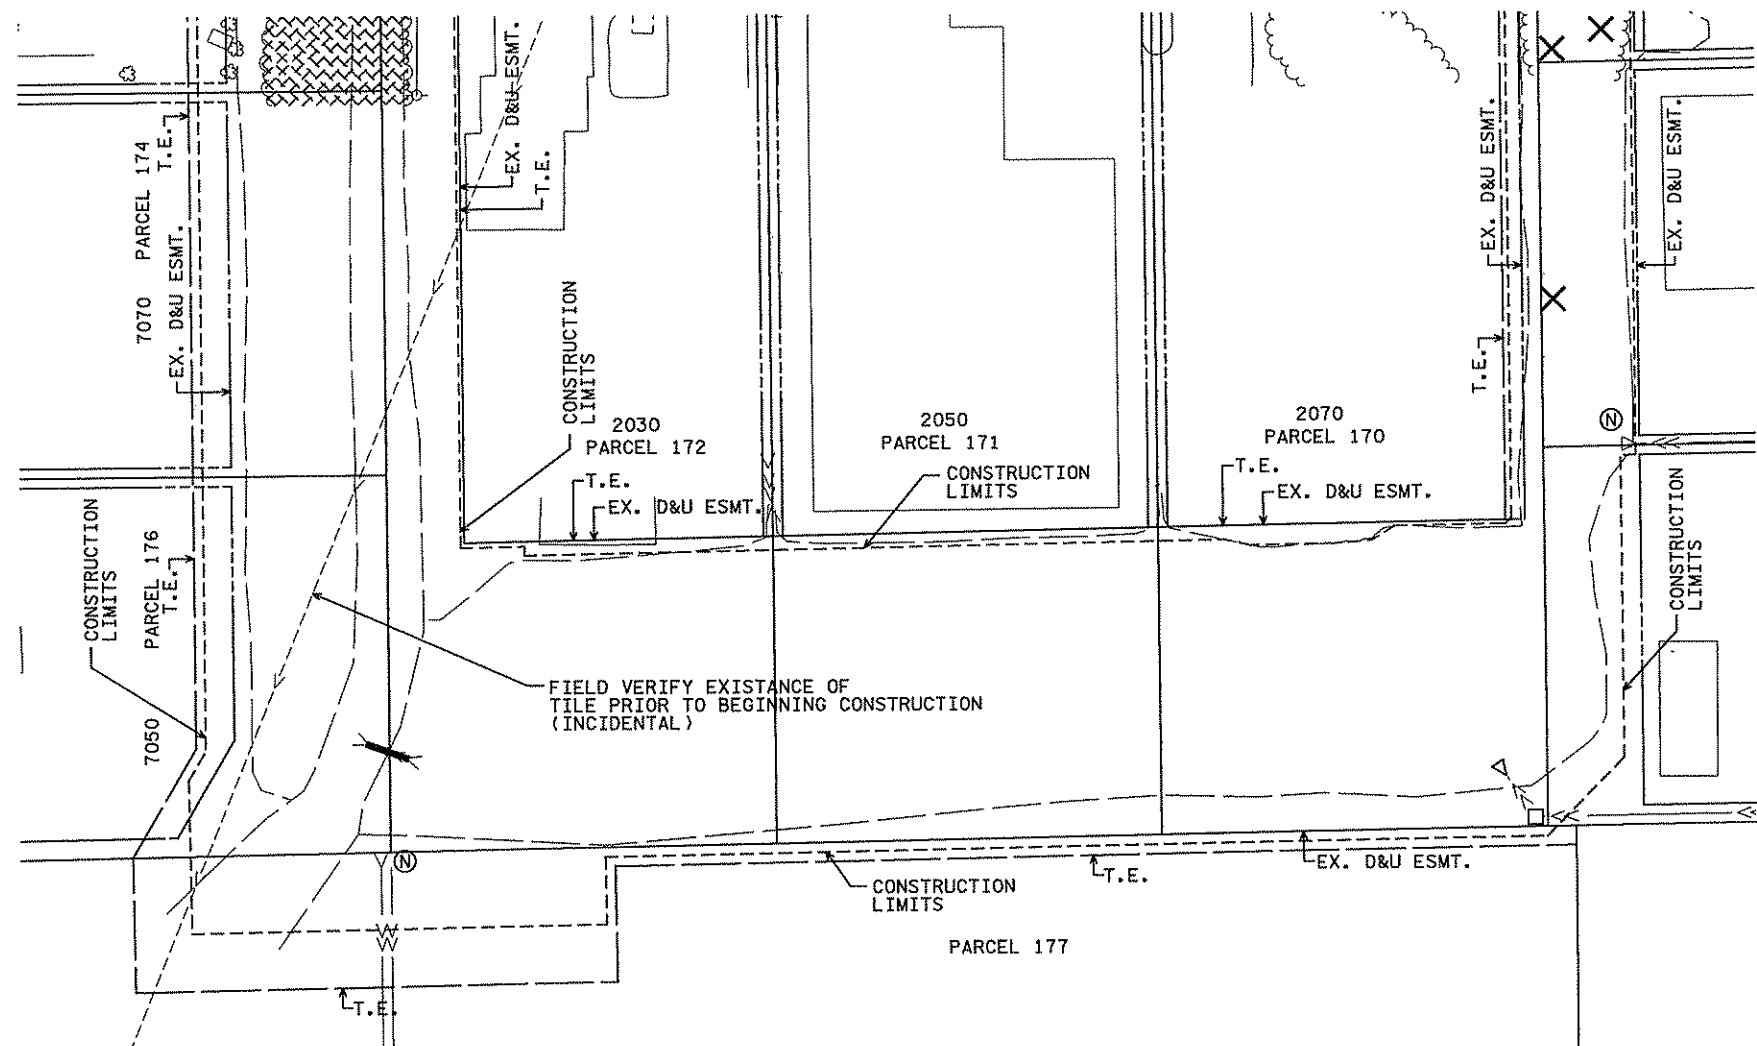 EX. D&U ESMT.
T.E.
7070 PARCEL 174
T.E.
EX. D&U ESMT.
CONSTRUCTION
LIMITS
2030
PARCEL 172
T.E.
EX. D&U ESMT.
2050
PARCEL 171
CONSTRUCTION
LIMITS
2070
PARCEL 170
T.E.
EX. D&U ESMT.
EX. D&U ESMT.
T.E.
EX. D&U ESMT.
N
CONSTRUCTION
LIMITS
CONSTRUCTION
LIMITS
7050 PARCEL 176
T.E.
FIELD VERIFY EXISTANCE OF
TILE PRIOR TO BEGINNING CONSTRUCTION
(INCIDENTAL)
N
CONSTRUCTION
LIMITS
T.E.
EX. D&U ESMT.
PARCEL 177
T.E.